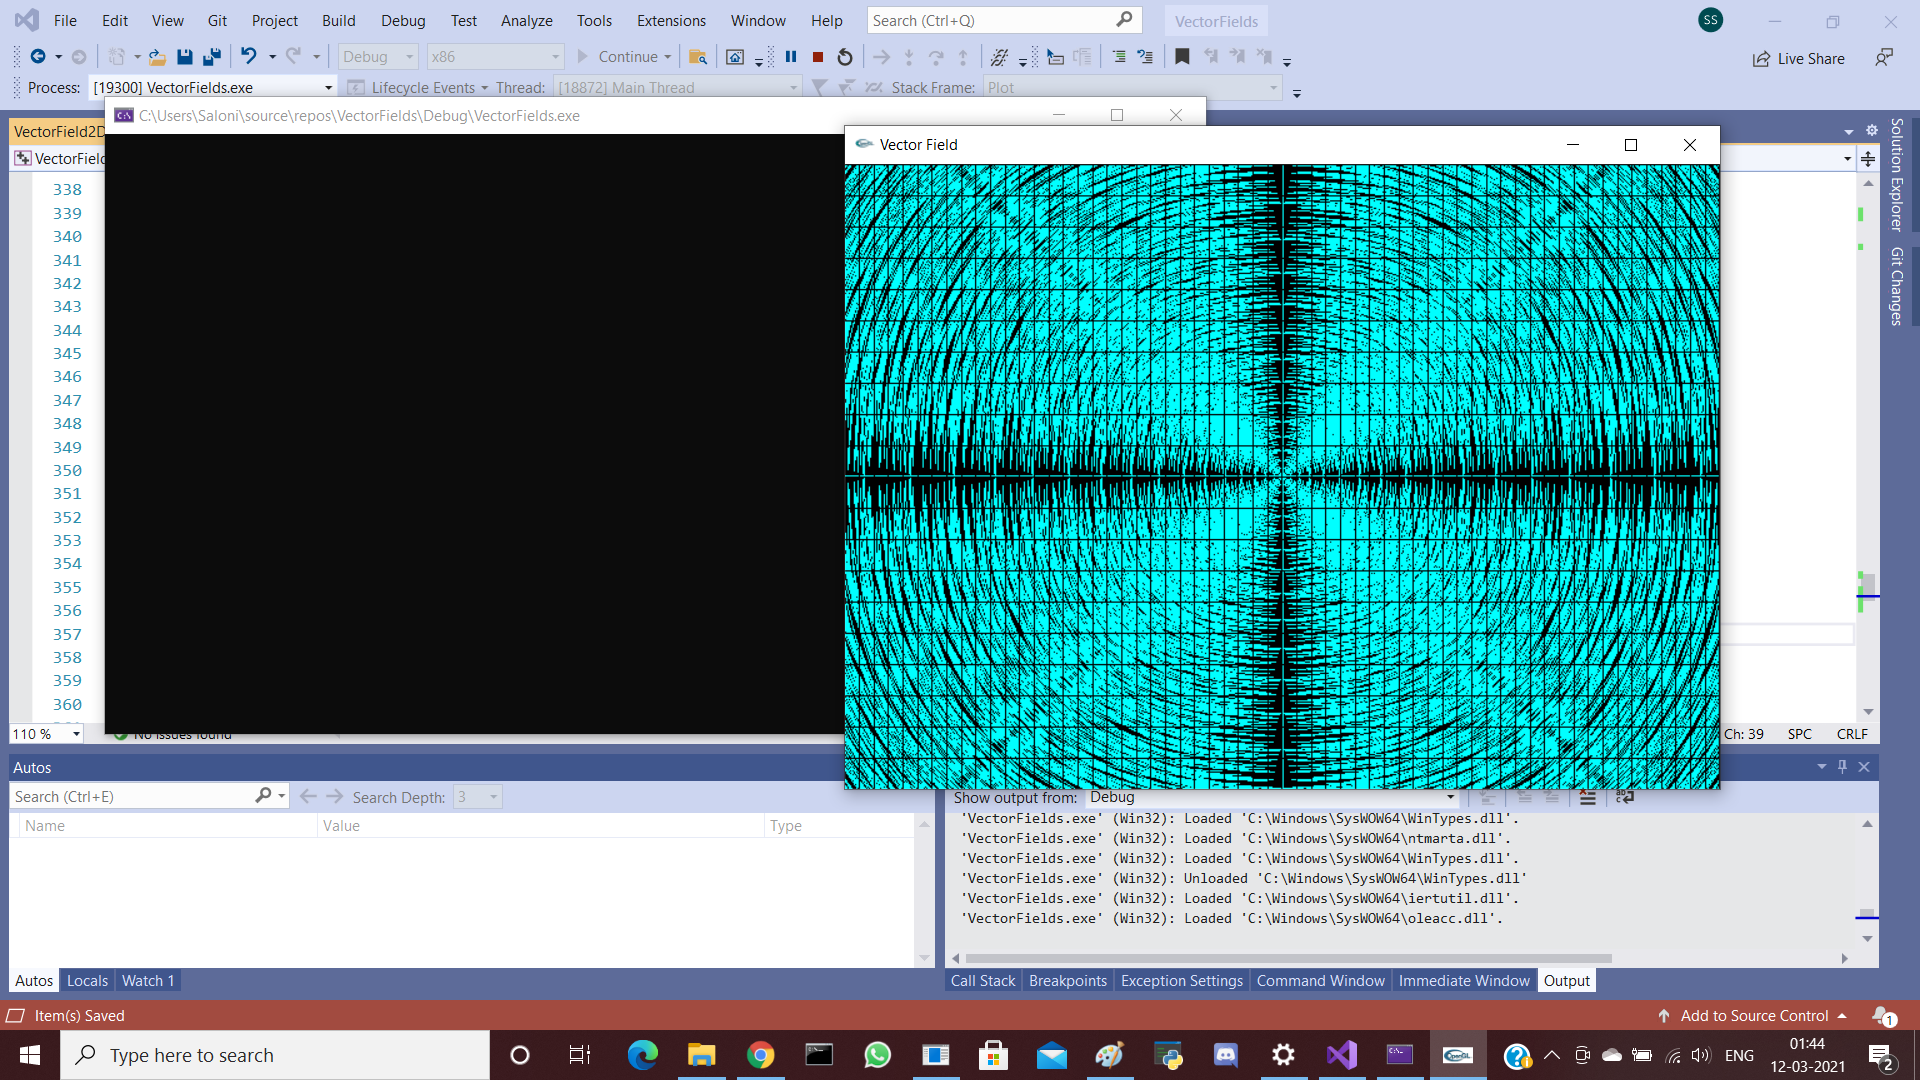 File Edit View Git Project Build Debug Test Analyze Tools Extensions Window Help Search (Ctrl+Q) VectorFields SS
Debug x86 Continue Live Share
Process: [19300] VectorFields.exe Lifecycle Events Thread: [18872] Main Thread Stack Frame: Plot
C:\Users\Saloni\source\repos\VectorFields\Debug\VectorFields.exe
VectorField2D
Vector Field
VectorField
Solution Explorer
Git Changes
338
339
340
341
342
343
344
345
346
347
348
349
350
351
352
353
354
355
356
357
358
359
360
110 % No issues found Ch: 39 SPC CRLF
Autos
Search (Ctrl+E) Search Depth: 3
Name Value Type
Show output from: Debug
'VectorFields.exe' (Win32): Loaded 'C:\Windows\SysWOW64\WinTypes.dll'.
'VectorFields.exe' (Win32): Loaded 'C:\Windows\SysWOW64\ntmarta.dll'.
'VectorFields.exe' (Win32): Loaded 'C:\Windows\SysWOW64\WinTypes.dll'.
'VectorFields.exe' (Win32): Unloaded 'C:\Windows\SysWOW64\WinTypes.dll'
'VectorFields.exe' (Win32): Loaded 'C:\Windows\SysWOW64\iertutil.dll'.
'VectorFields.exe' (Win32): Loaded 'C:\Windows\SysWOW64\oleacc.dll'.
Autos Locals Watch 1
Call Stack Breakpoints Exception Settings Command Window Immediate Window Output
Item(s) Saved Add to Source Control 1
Type here to search OpenGL ENG 01:44
12-03-2021 2